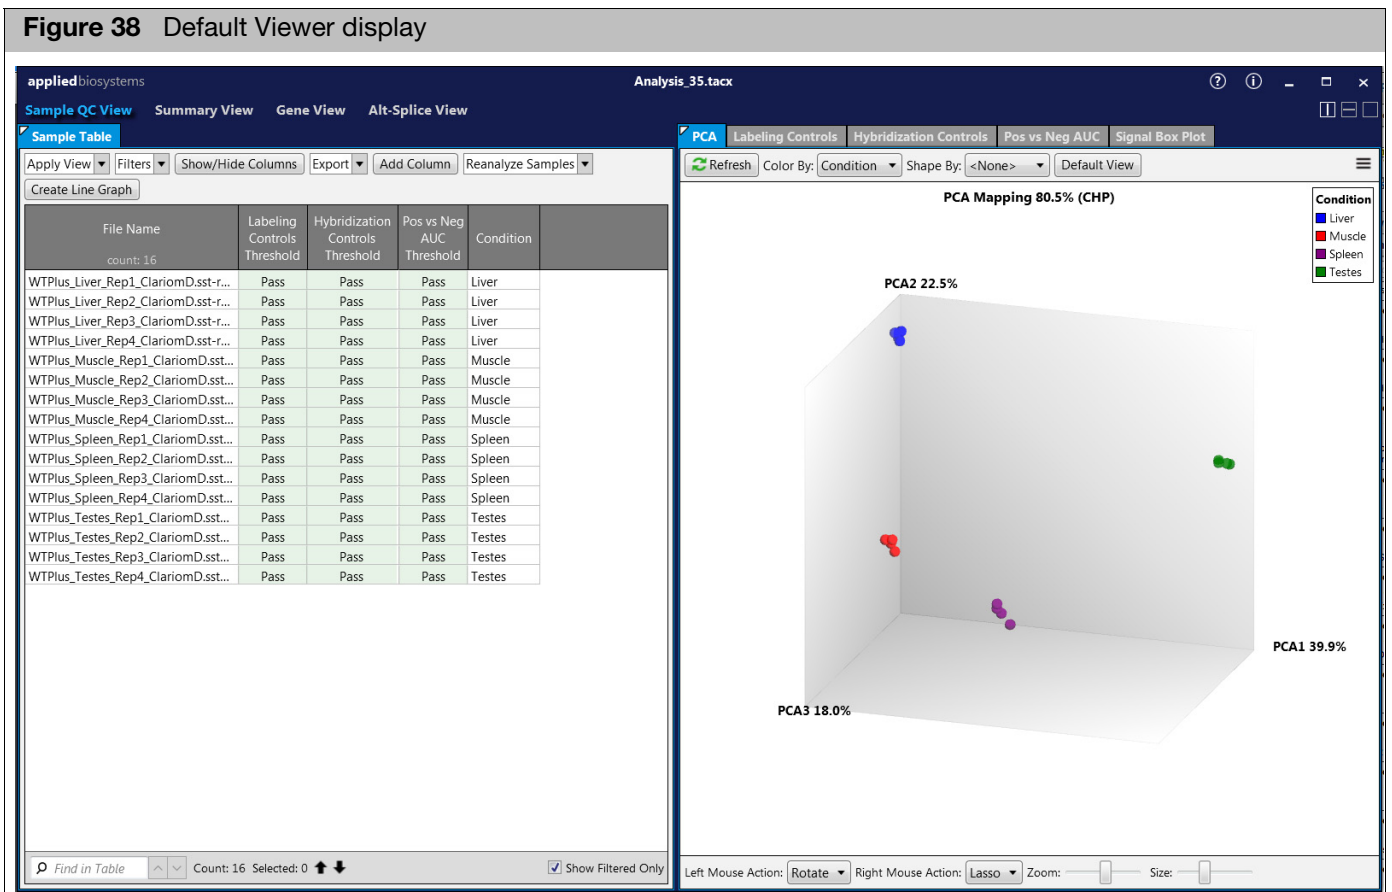 Figure 38 Default Viewer display
appliedbiosystems
Analysis_35.tacx
Sample QC View Summary View Gene View Alt-Splice View
Sample Table
Apply View Filters Show/Hide Columns Export Add Column Reanalyze Samples
Create Line Graph
File Name
count: 16
Labeling Controls Threshold
Hybridization Controls Threshold
Pos vs Neg AUC Threshold
Condition
WTPlus_Liver_Rep1_ClariomD.sst-r... Pass Pass Pass Liver
WTPlus_Liver_Rep2_ClariomD.sst-r... Pass Pass Pass Liver
WTPlus_Liver_Rep3_ClariomD.sst-r... Pass Pass Pass Liver
WTPlus_Liver_Rep4_ClariomD.sst-r... Pass Pass Pass Liver
WTPlus_Muscle_Rep1_ClariomD.sst... Pass Pass Pass Muscle
WTPlus_Muscle_Rep2_ClariomD.sst... Pass Pass Pass Muscle
WTPlus_Muscle_Rep3_ClariomD.sst... Pass Pass Pass Muscle
WTPlus_Muscle_Rep4_ClariomD.sst... Pass Pass Pass Muscle
WTPlus_Spleen_Rep1_ClariomD.sst... Pass Pass Pass Spleen
WTPlus_Spleen_Rep2_ClariomD.sst... Pass Pass Pass Spleen
WTPlus_Spleen_Rep3_ClariomD.sst... Pass Pass Pass Spleen
WTPlus_Spleen_Rep4_ClariomD.sst... Pass Pass Pass Spleen
WTPlus_Testes_Rep1_ClariomD.sst... Pass Pass Pass Testes
WTPlus_Testes_Rep2_ClariomD.sst... Pass Pass Pass Testes
WTPlus_Testes_Rep3_ClariomD.sst... Pass Pass Pass Testes
WTPlus_Testes_Rep4_ClariomD.sst... Pass Pass Pass Testes
Find in Table Count: 16 Selected: 0 Show Filtered Only
PCA Labeling Controls Hybridization Controls Pos vs Neg AUC Signal Box Plot
Refresh Color By: Condition Shape By: <None> Default View
PCA Mapping 80.5% (CHP)
Condition
Liver
Muscle
Spleen
Testes
PCA2 22.5%
PCA1 39.9%
PCA3 18.0%
Left Mouse Action: Rotate Right Mouse Action: Lasso Zoom: Size: